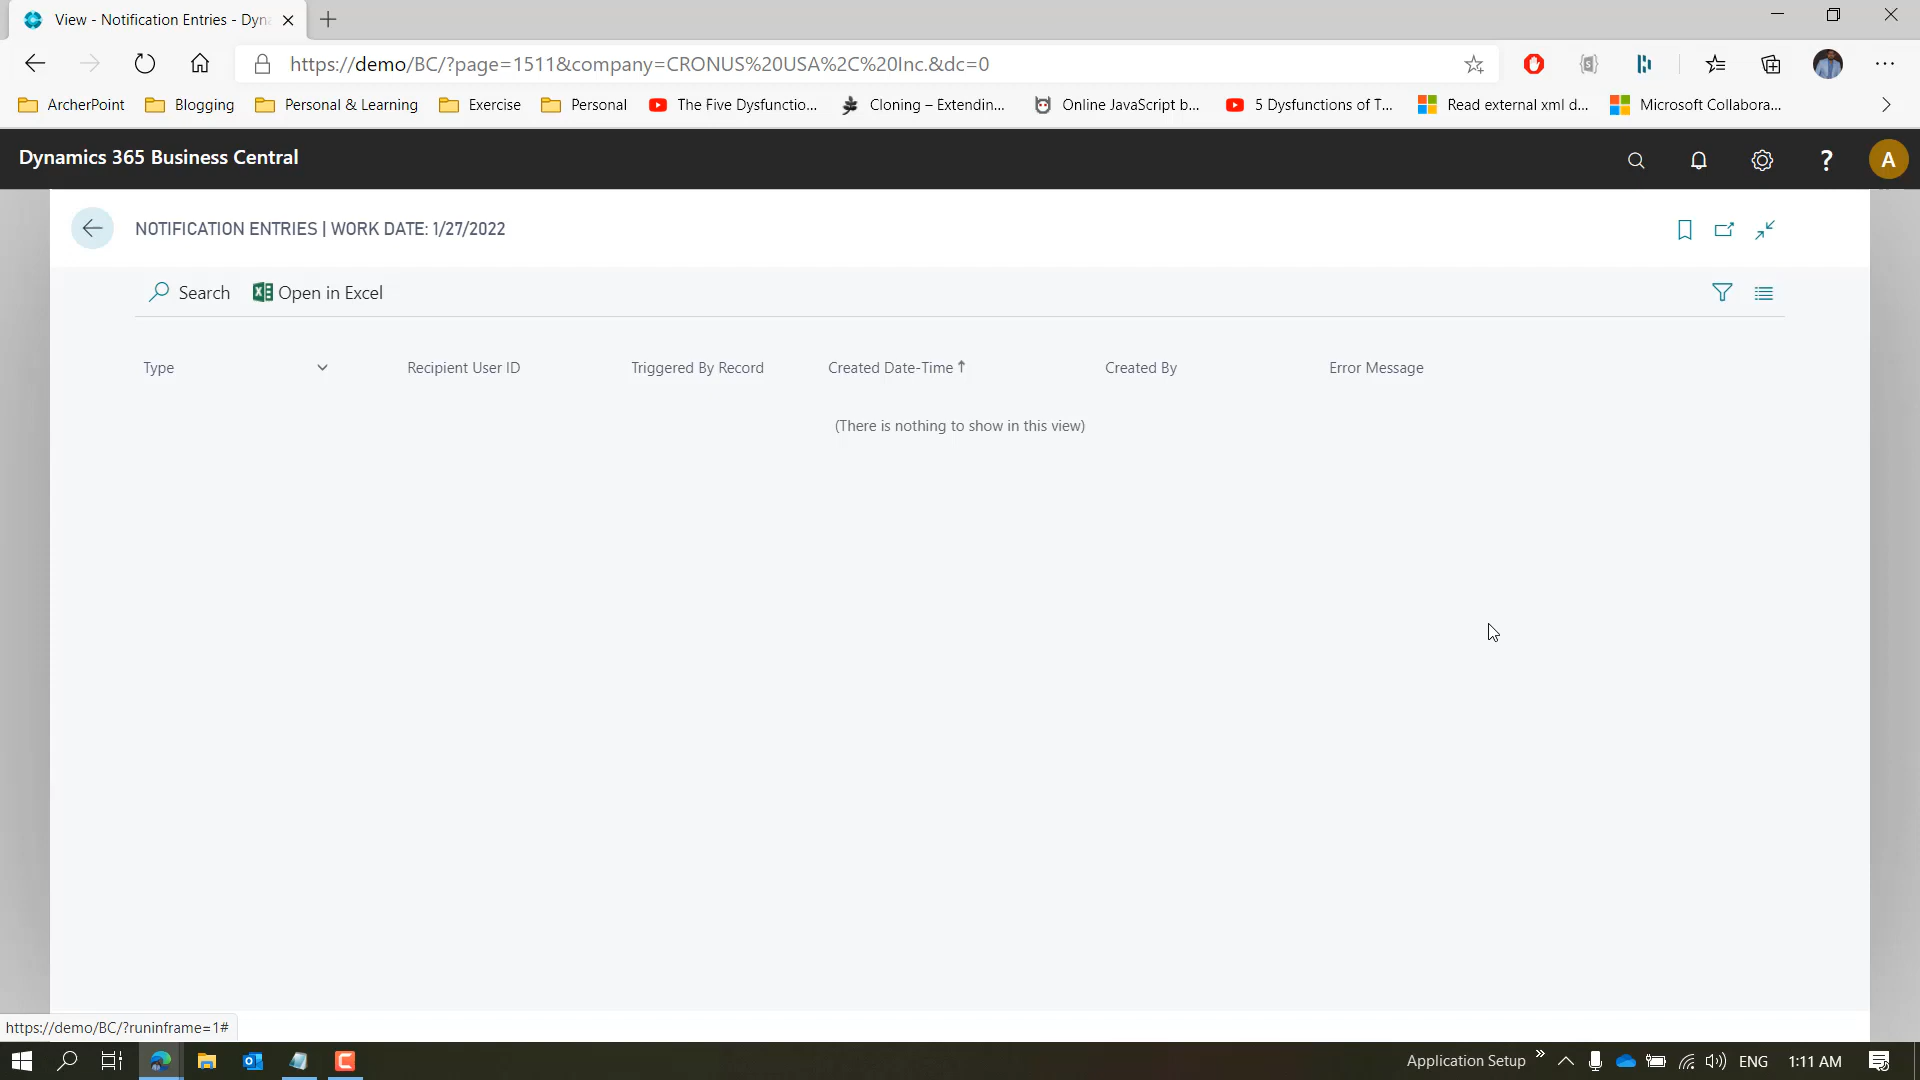 View - Notification Entries - Dyn
https://demo/BC/?page=1511&company=CRONUS%20USA%2C%20Inc.&dc=0
ArcherPoint
Blogging
Personal & Learning
Exercise
Personal
The Five Dysfunctio...
Cloning – Extendin...
Online JavaScript b...
5 Dysfunctions of T...
Read external xml d...
Microsoft Collabora...
Dynamics 365 Business Central
?
A
NOTIFICATION ENTRIES | WORK DATE: 1/27/2022
Search
Open in Excel
Type
Recipient User ID
Triggered By Record
Created Date-Time ↑
Created By
Error Message
(There is nothing to show in this view)
https://demo/BC/?runinframe=1#
Application Setup
ENG
1:11 AM